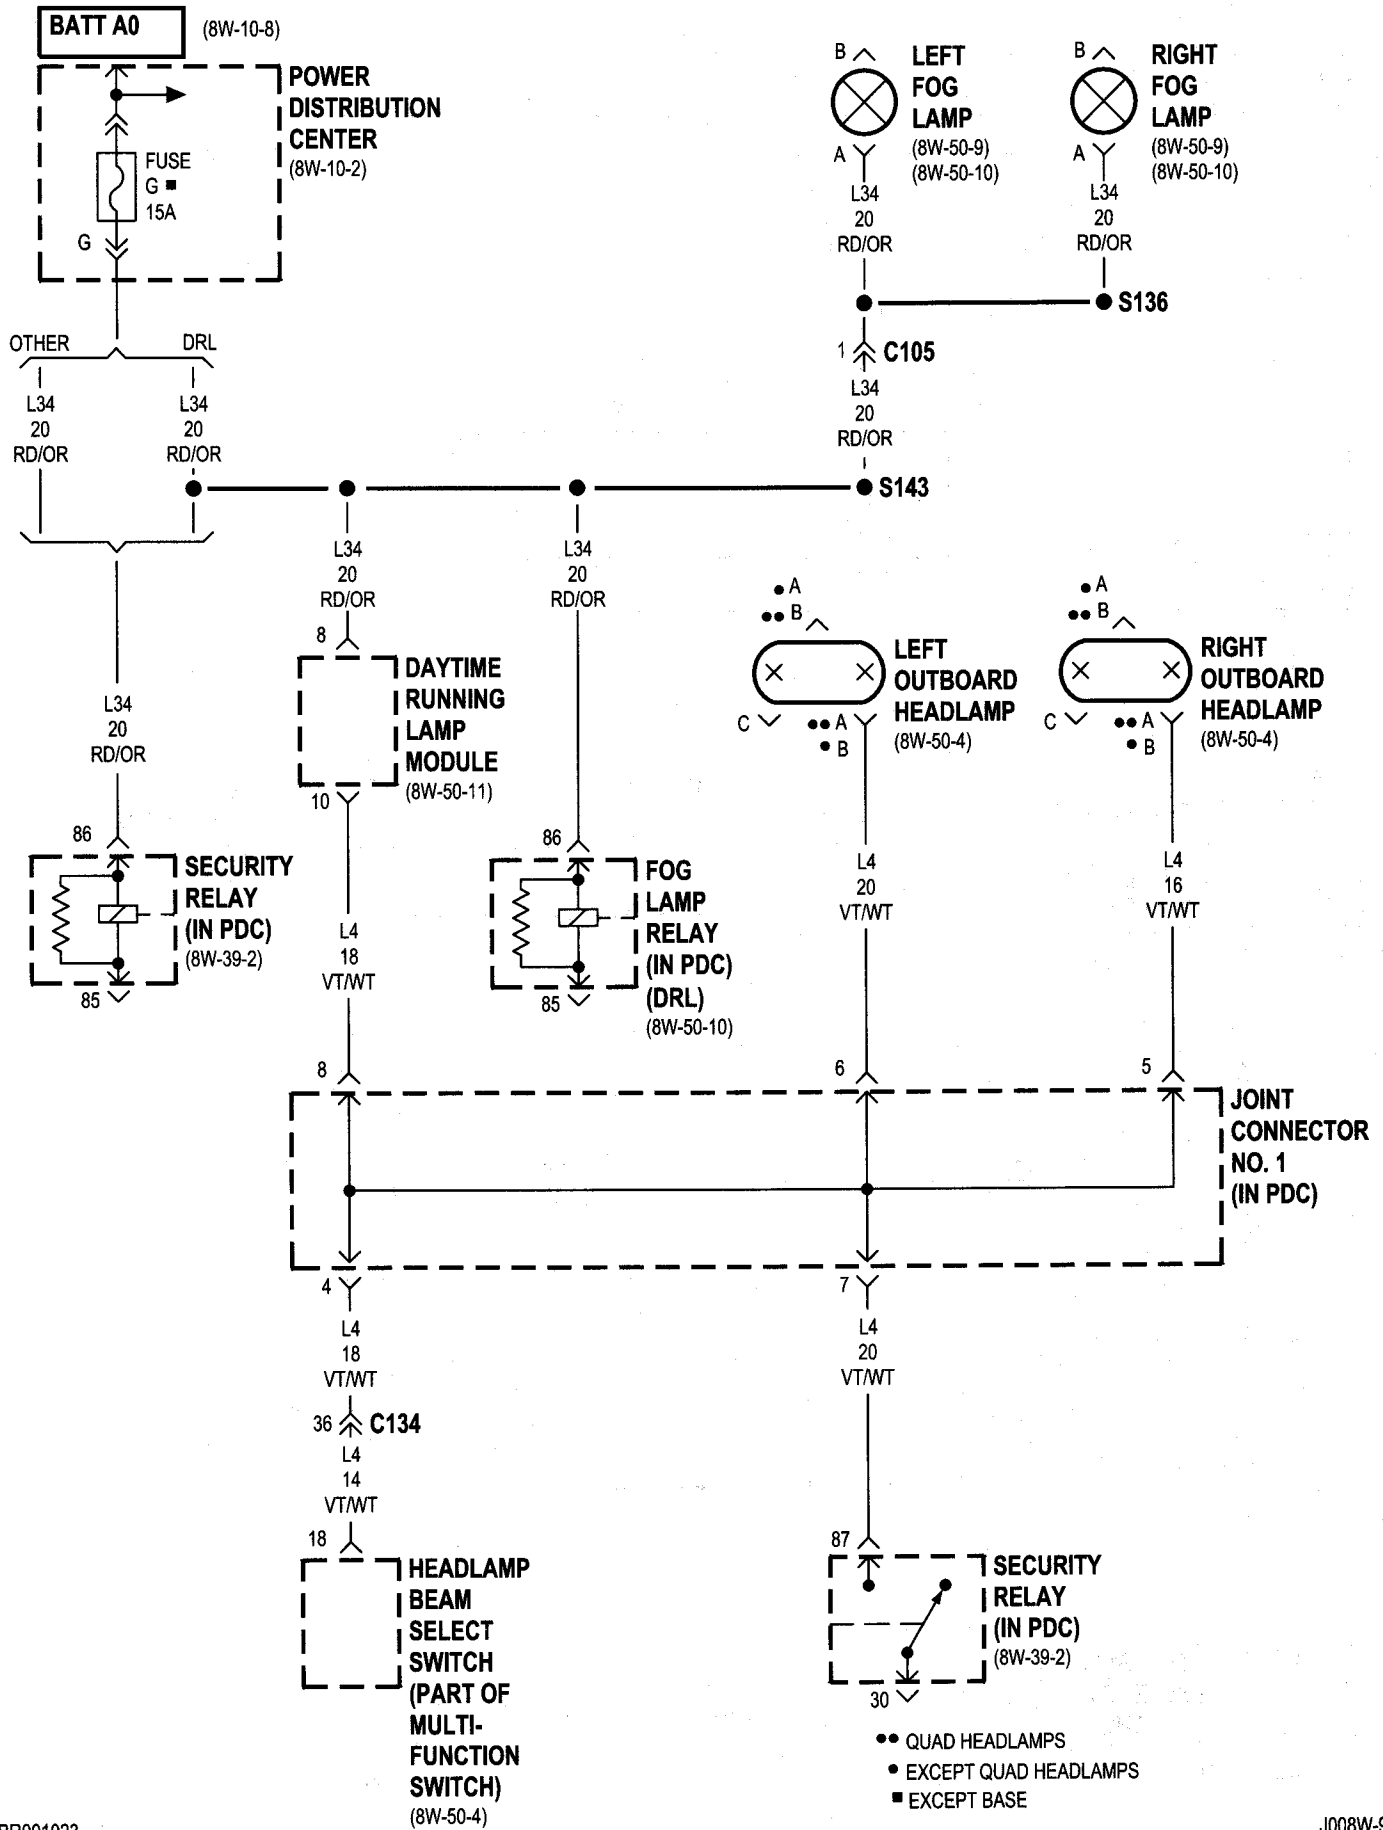 BATT A0
(8W-10-8)
POWER
DISTRIBUTION
CENTER
(8W-10-2)
FUSE
G ■
15A
G
OTHER
DRL
L34
20
RD/OR
L34
20
RD/OR
B
LEFT
FOG
LAMP
(8W-50-9)
(8W-50-10)
A
L34
20
RD/OR
B
RIGHT
FOG
LAMP
(8W-50-9)
(8W-50-10)
A
L34
20
RD/OR
S136
1
C105
L34
20
RD/OR
S143
L34
20
RD/OR
86
SECURITY
RELAY
(IN PDC)
(8W-39-2)
85
L34
20
RD/OR
8
DAYTIME
RUNNING
LAMP
MODULE
(8W-50-11)
10
L4
18
VT/WT
8
L34
20
RD/OR
86
FOG
LAMP
RELAY
(IN PDC)
(DRL)
(8W-50-10)
85
● A
●● B
LEFT
OUTBOARD
HEADLAMP
(8W-50-4)
C
●● A
● B
L4
20
VT/WT
6
● A
●● B
RIGHT
OUTBOARD
HEADLAMP
(8W-50-4)
C
●● A
● B
L4
16
VT/WT
5
JOINT
CONNECTOR
NO. 1
(IN PDC)
4
L4
18
VT/WT
36
C134
L4
14
VT/WT
18
HEADLAMP
BEAM
SELECT
SWITCH
(PART OF
MULTI-
FUNCTION
SWITCH)
(8W-50-4)
7
L4
20
VT/WT
87
SECURITY
RELAY
(IN PDC)
(8W-39-2)
30
●● QUAD HEADLAMPS
● EXCEPT QUAD HEADLAMPS
■ EXCEPT BASE
J008W-9